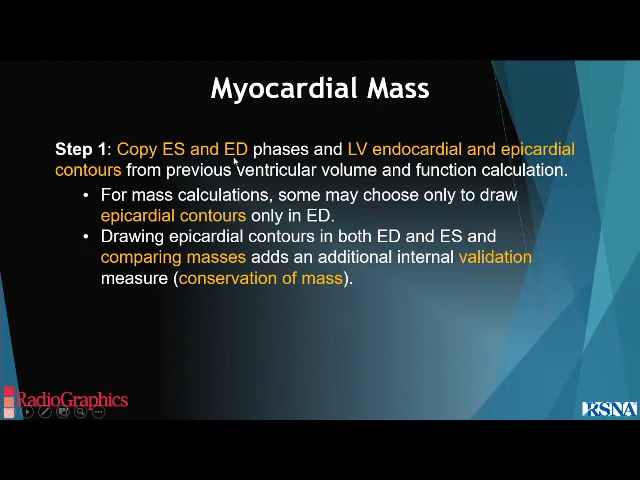 Myocardial Mass
Step 1: Copy ES and ED phases and LV endocardial and epicardial
contours from previous ventricular volume and function calculation.
• For mass calculations, some may choose only to draw
epicardial contours only in ED.
• Drawing epicardial contours in both ED and ES and
comparing masses adds an additional internal validation
measure (conservation of mass).
RadioGraphics
RSNA